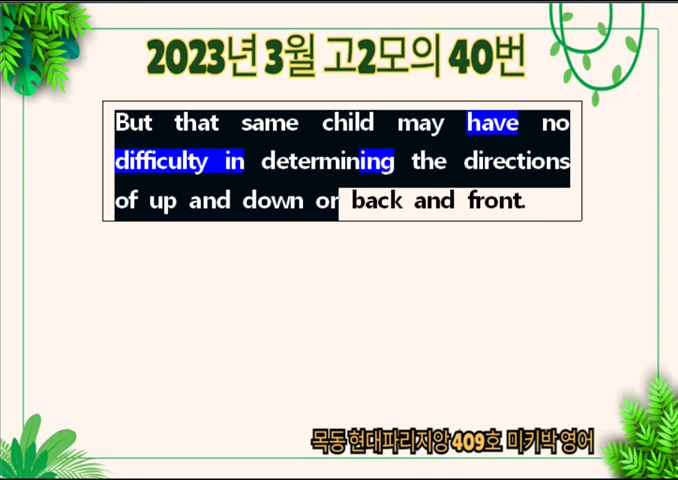 2023년 3월 고2모의 40번
But that same child may have no
difficulty in determining the directions
of up and down or back and front.
목동 현대파리지앙 409호 미키박 영어